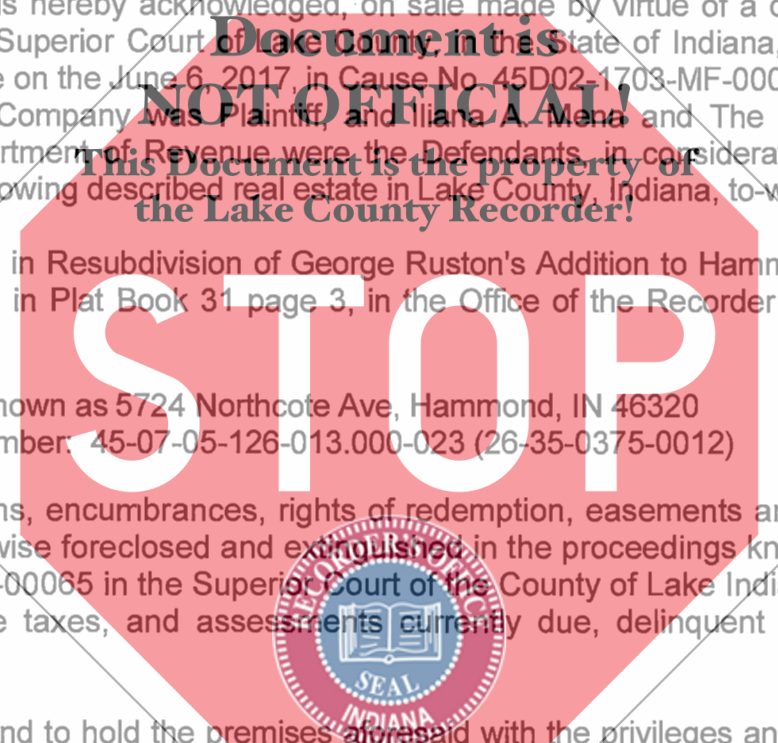 s hereby acknowledged, on sale made by virtue of a
Document is
Superior Court of Lake County, in the State of Indiana,
e on the June 6, 2017, in Cause No. 45D02-1703-MF-000
NOT OFFICIAL!
Company was Plaintiff, and Iliana A. Mena and The
rtment of Revenue were the Defendants, in considera
This Document is the property of
owing described real estate in Lake County, Indiana, to-w
the Lake County Recorder!
in Resubdivision of George Ruston's Addition to Hamm
in Plat Book 31 page 3, in the Office of the Recorder
STOP
nown as 5724 Northcote Ave, Hammond, IN 46320
mber: 45-07-05-126-013.000-023 (26-35-0375-0012)
ns, encumbrances, rights of redemption, easements an
wise foreclosed and extinguished in the proceedings kn
-00065 in the Superior Court of the County of Lake Indi
e taxes, and assessments currently due, delinquent
RECORDER'S OFFIC
SEAL
INDIANA
nd to hold the premises aforesaid with the privileges an